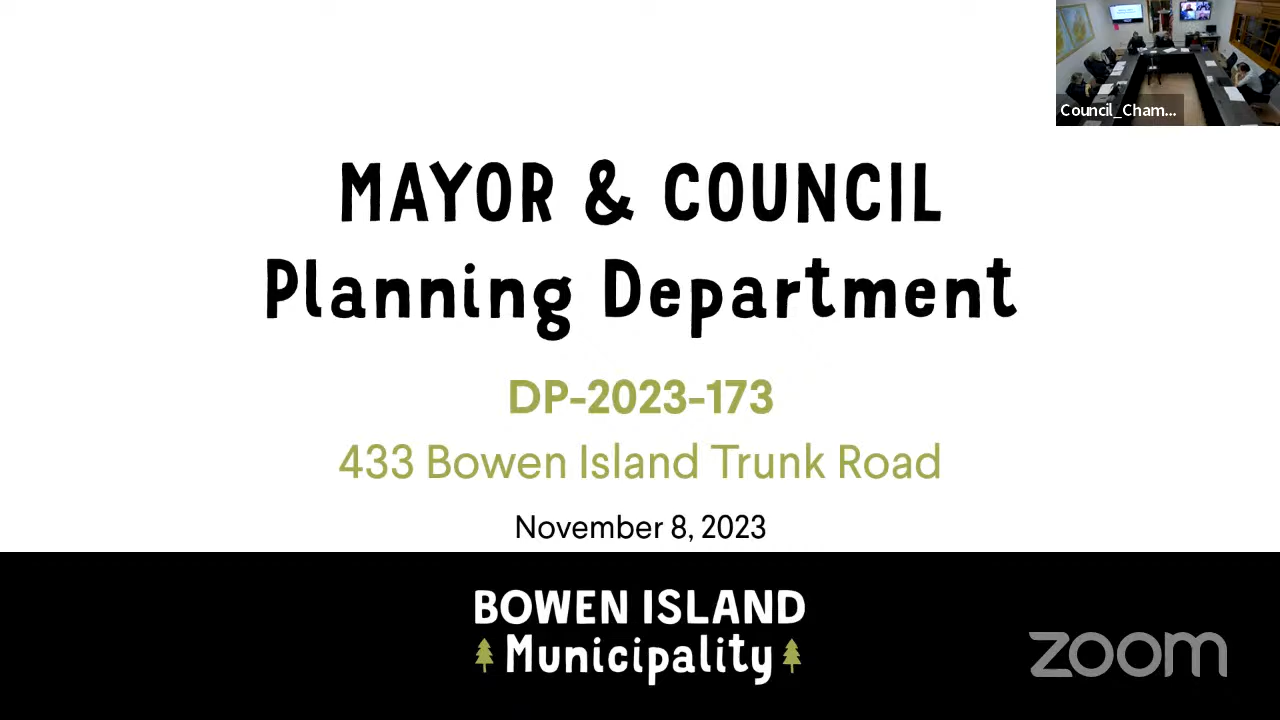 Council_Cham...
MAYOR & COUNCIL
Planning Department
DP-2023-173
433 Bowen Island Trunk Road
November 8, 2023
BOWEN ISLAND
Municipality
zoom